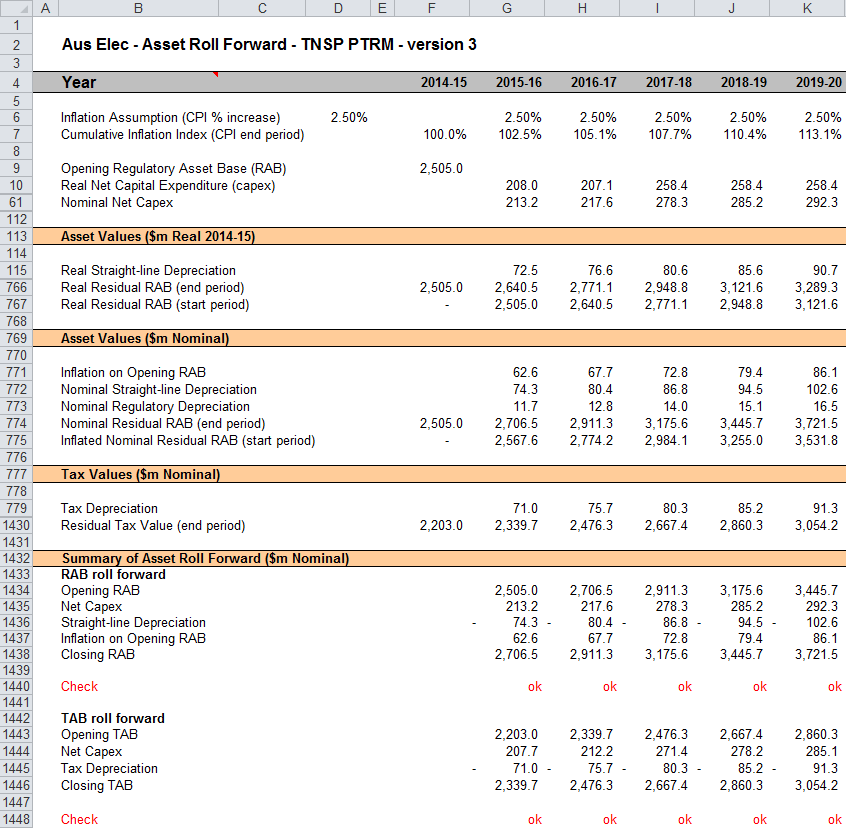 A B C D E F G H I J K
1
2 Aus Elec - Asset Roll Forward - TNSP PTRM - version 3
3
4 Year 2014-15 2015-16 2016-17 2017-18 2018-19 2019-20
5
6 Inflation Assumption (CPI % increase) 2.50% 2.50% 2.50% 2.50% 2.50% 2.50%
7 Cumulative Inflation Index (CPI end period) 100.0% 102.5% 105.1% 107.7% 110.4% 113.1%
8
9 Opening Regulatory Asset Base (RAB) 2,505.0
10 Real Net Capital Expenditure (capex) 208.0 207.1 258.4 258.4 258.4
61 Nominal Net Capex 213.2 217.6 278.3 285.2 292.3
112
113 Asset Values ($m Real 2014-15)
114
115 Real Straight-line Depreciation 72.5 76.6 80.6 85.6 90.7
766 Real Residual RAB (end period) 2,505.0 2,640.5 2,771.1 2,948.8 3,121.6 3,289.3
767 Real Residual RAB (start period) - 2,505.0 2,640.5 2,771.1 2,948.8 3,121.6
768
769 Asset Values ($m Nominal)
770
771 Inflation on Opening RAB 62.6 67.7 72.8 79.4 86.1
772 Nominal Straight-line Depreciation 74.3 80.4 86.8 94.5 102.6
773 Nominal Regulatory Depreciation 11.7 12.8 14.0 15.1 16.5
774 Nominal Residual RAB (end period) 2,505.0 2,706.5 2,911.3 3,175.6 3,445.7 3,721.5
775 Inflated Nominal Residual RAB (start period) - 2,567.6 2,774.2 2,984.1 3,255.0 3,531.8
776
777 Tax Values ($m Nominal)
778
779 Tax Depreciation 71.0 75.7 80.3 85.2 91.3
1430 Residual Tax Value (end period) 2,203.0 2,339.7 2,476.3 2,667.4 2,860.3 3,054.2
1431
1432 Summary of Asset Roll Forward ($m Nominal)
1433 RAB roll forward
1434 Opening RAB 2,505.0 2,706.5 2,911.3 3,175.6 3,445.7
1435 Net Capex 213.2 217.6 278.3 285.2 292.3
1436 Straight-line Depreciation - 74.3 - 80.4 - 86.8 - 94.5 - 102.6
1437 Inflation on Opening RAB 62.6 67.7 72.8 79.4 86.1
1438 Closing RAB 2,706.5 2,911.3 3,175.6 3,445.7 3,721.5
1439
1440 Check ok ok ok ok ok
1441
1442 TAB roll forward
1443 Opening TAB 2,203.0 2,339.7 2,476.3 2,667.4 2,860.3
1444 Net Capex 207.7 212.2 271.4 278.2 285.1
1445 Tax Depreciation - 71.0 - 75.7 - 80.3 - 85.2 - 91.3
1446 Closing TAB 2,339.7 2,476.3 2,667.4 2,860.3 3,054.2
1447
1448 Check ok ok ok ok ok